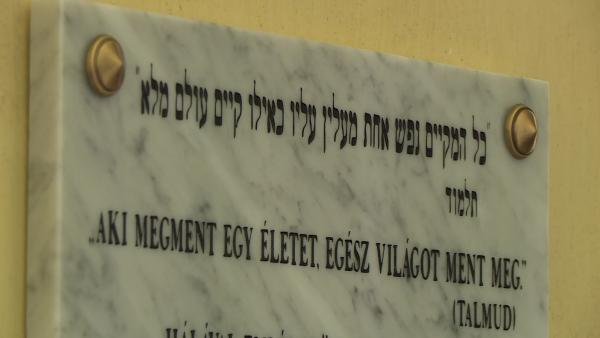 "כל המקיים נפש אחת מעלין עליו כאילו קיים עולם מלא"
תלמוד
„AKI MEGMENT EGY ÉLETET, EGÉSZ VILÁGOT MENT MEG."
(TALMUD)